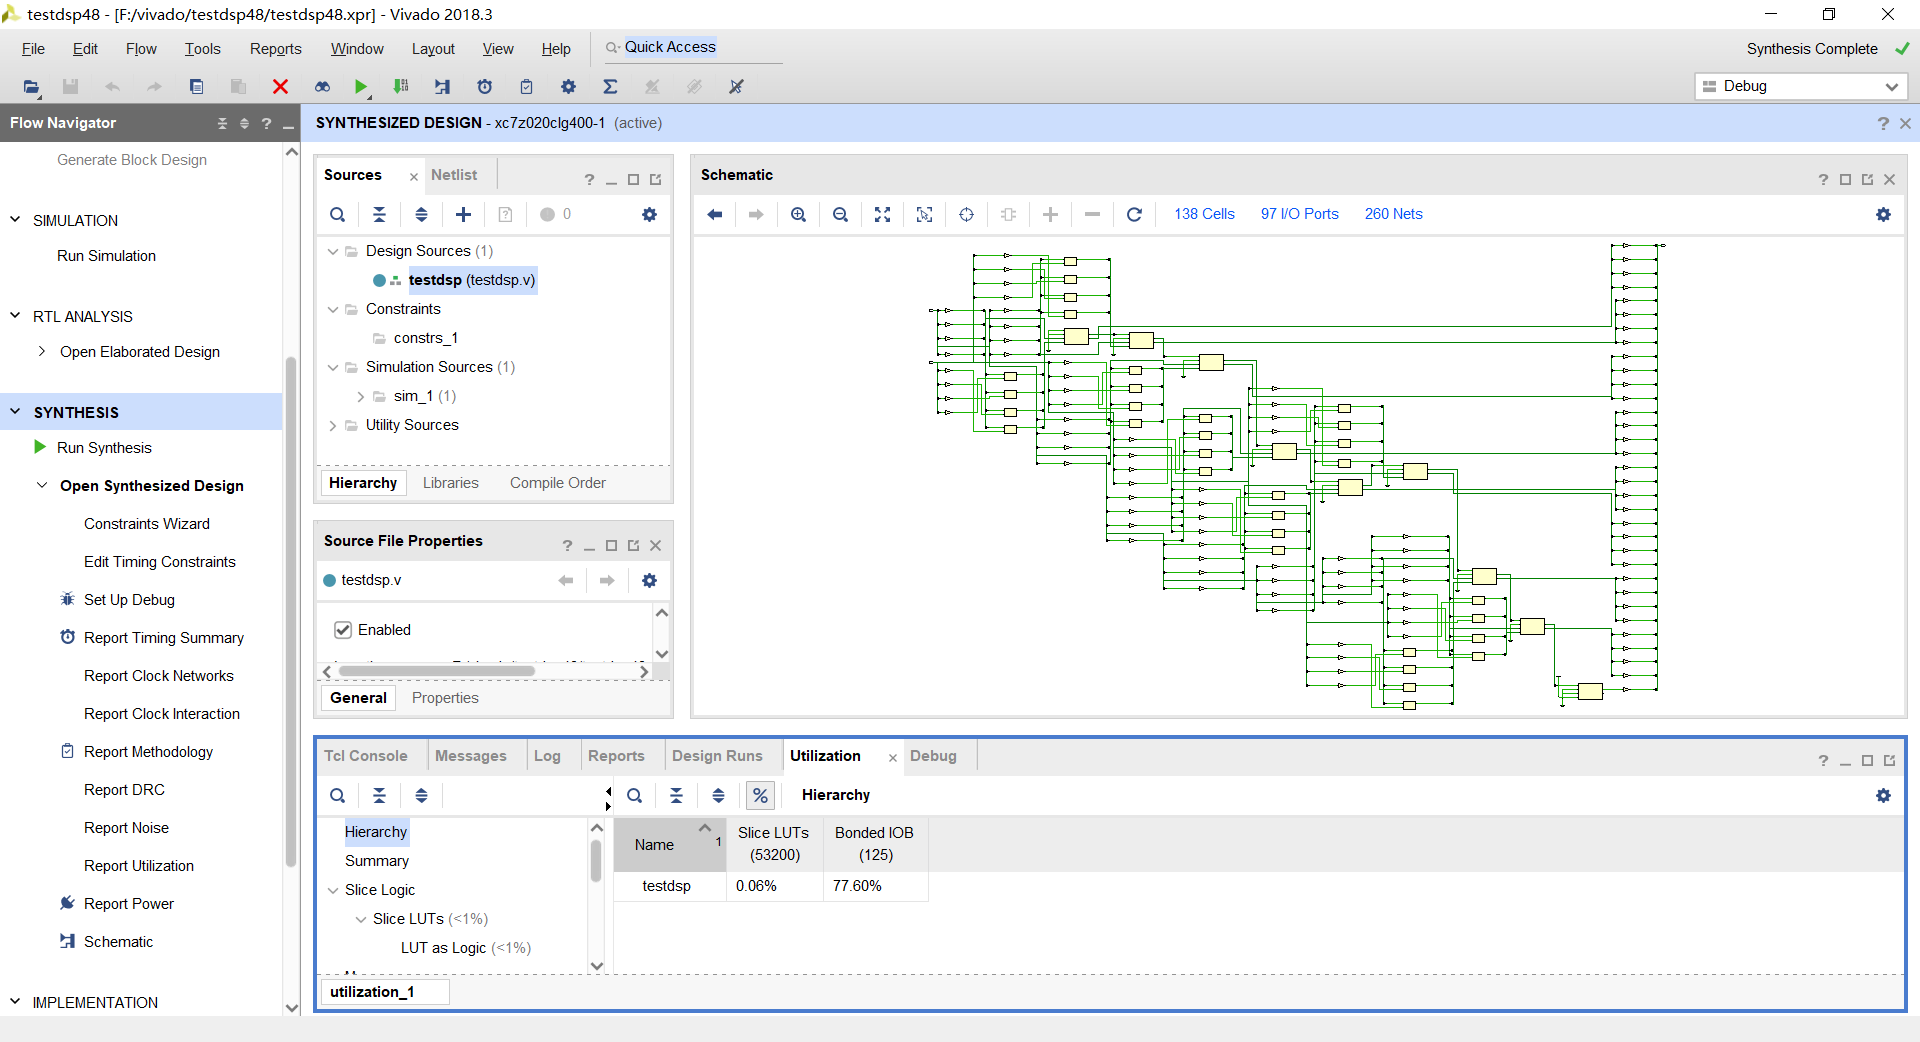 testdsp48 - [F:/vivado/testdsp48/testdsp48.xpr] - Vivado 2018.3
File Edit Flow Tools Reports Window Layout View Help Quick Access
Synthesis Complete
Debug
Flow Navigator
SYNTHESIZED DESIGN - xc7z020clg400-1 (active)
Generate Block Design
SIMULATION
Run Simulation
RTL ANALYSIS
Open Elaborated Design
SYNTHESIS
Run Synthesis
Open Synthesized Design
Constraints Wizard
Edit Timing Constraints
Set Up Debug
Report Timing Summary
Report Clock Networks
Report Clock Interaction
Report Methodology
Report DRC
Report Noise
Report Utilization
Report Power
Schematic
IMPLEMENTATION
Sources Netlist
0
Design Sources (1)
testdsp (testdsp.v)
Constraints
constrs_1
Simulation Sources (1)
sim_1 (1)
Utility Sources
Hierarchy Libraries Compile Order
Source File Properties
testdsp.v
Enabled
General Properties
Schematic
138 Cells 97 I/O Ports 260 Nets
Tcl Console Messages Log Reports Design Runs Utilization Debug
% Hierarchy
Hierarchy
Summary
Slice Logic
Slice LUTs (<1%)
LUT as Logic (<1%)
Name 1 Slice LUTs (53200) Bonded IOB (125)
testdsp 0.06% 77.60%
utilization_1